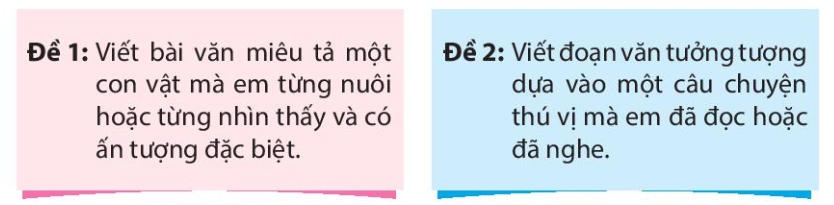 Đề 1: Viết bài văn miêu tả một
con vật mà em từng nuôi
hoặc từng nhìn thấy và có
ấn tượng đặc biệt.
Đề 2: Viết đoạn văn tưởng tượng
dựa vào một câu chuyện
thú vị mà em đã đọc hoặc
đã nghe.